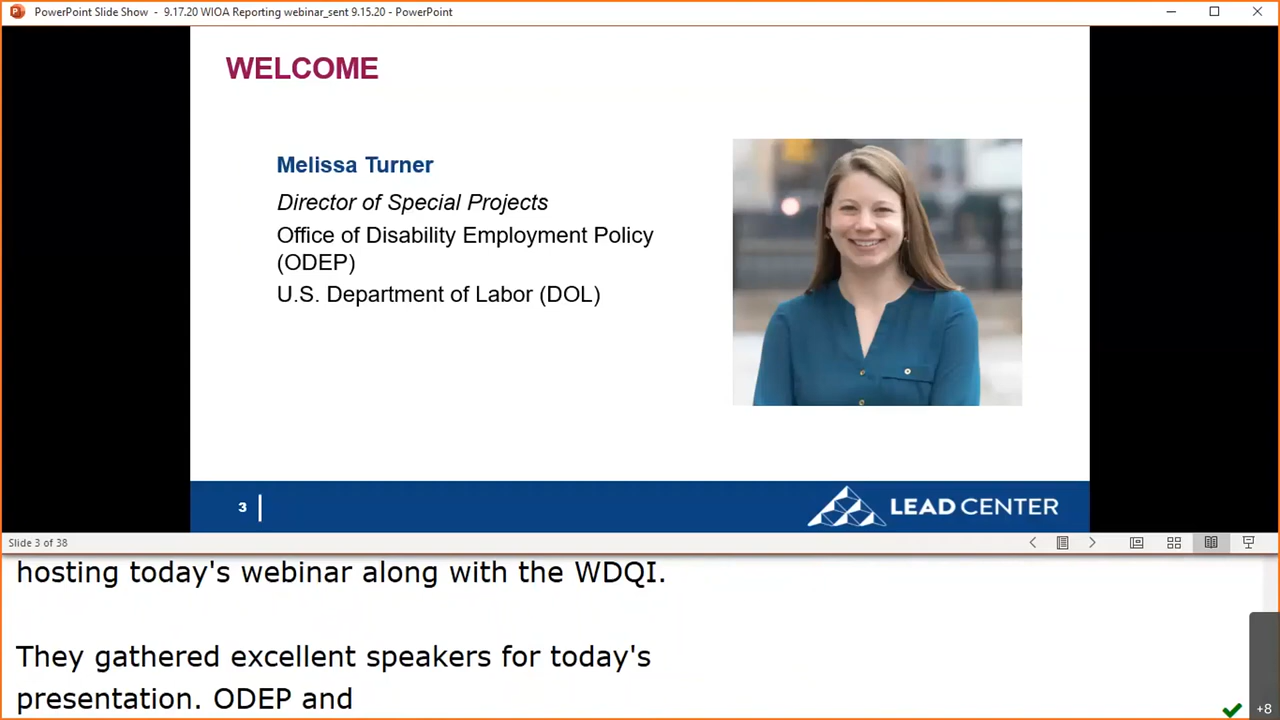 PowerPoint Slide Show - 9.17.20 WIOA Reporting webinar_sent 9.15.20 - PowerPoint
WELCOME
Melissa Turner
Director of Special Projects
Office of Disability Employment Policy
(ODEP)
U.S. Department of Labor (DOL)
3
LEAD CENTER
Slide 3 of 38
hosting today's webinar along with the WDQI.
They gathered excellent speakers for today's
presentation. ODEP and
+8